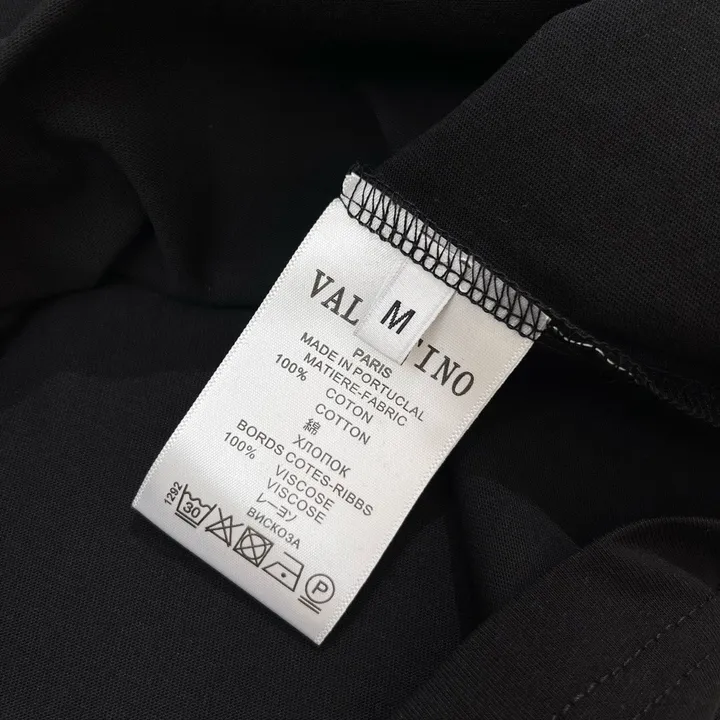 VAL TINO
M
PARIS
MADE IN PORTUCLAL
MATIERE-FABRIC
100% COTON
COTTON
綿
ХЛОПОК
BORDS COTES-RIBBS
100% VISCOSE
VISCOSE
レーヨン
ВИСКОЗА
1292
30
P